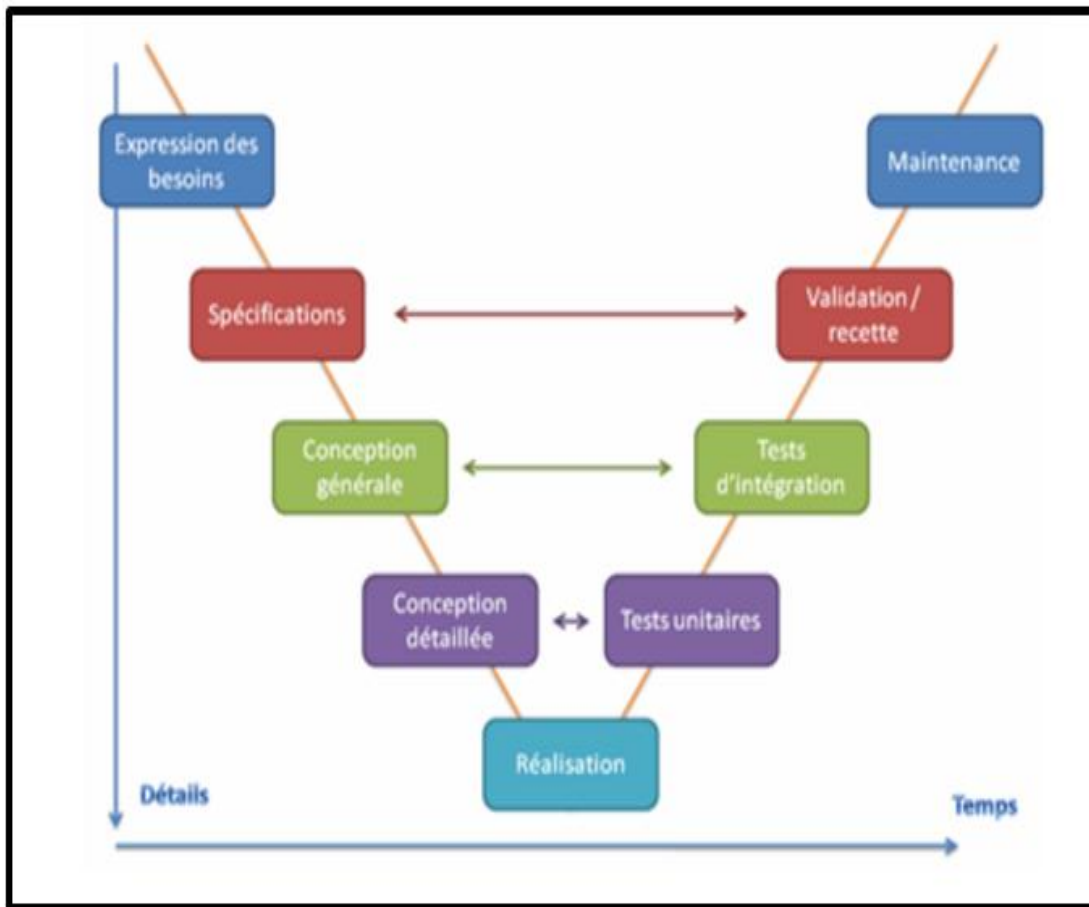 Expression des
besoins
Maintenance
Spécifications
Validation /
recette
Conception
générale
Tests
d'intégration
Conception
détaillée
Tests unitaires
Réalisation
Détails
Temps